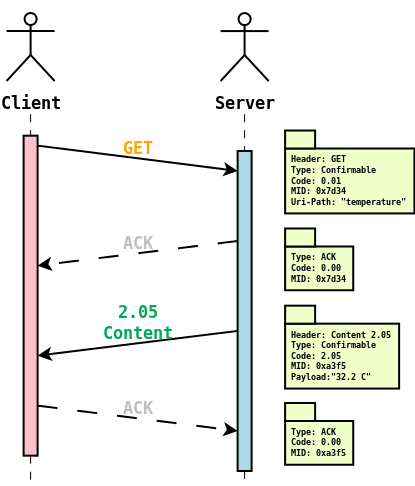 Client
Server
GET
Header: GET
Type: Confirmable
Code: 0.01
MID: 0x7d34
Uri-Path: "temperature"
ACK
Type: ACK
Code: 0.00
MID: 0x7d34
2.05
Content
Header: Content 2.05
Type: Confirmable
Code: 2.05
MID: 0xa3f5
Payload:"32.2 C"
ACK
Type: ACK
Code: 0.00
MID: 0xa3f5